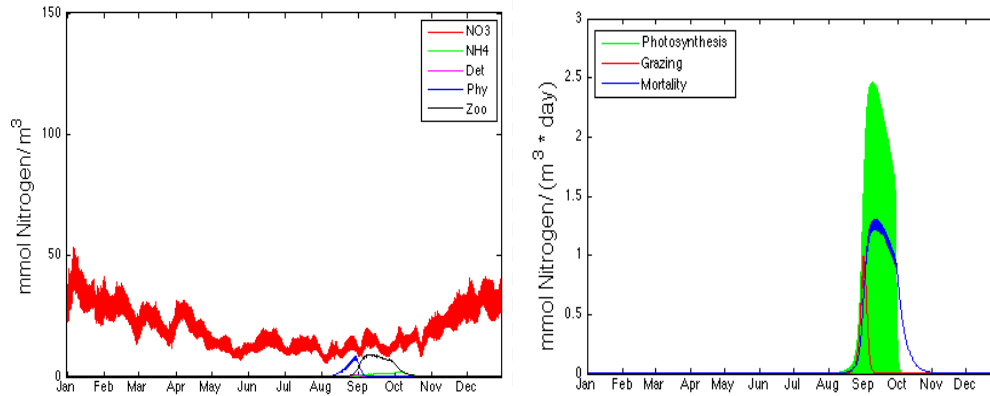 150
100
50
0
mmol Nitrogen/m³
NO3
NH4
Det
Phy
Zoo
Jan Feb Mar Apr May Jun Jul Aug Sep Oct Nov Dec
3
2.5
2
1.5
1
0.5
0
mmol Nitrogen/(m³ * day)
Photosynthesis
Grazing
Mortality
Jan Feb Mar Apr May Jun Jul Aug Sep Oct Nov Dec